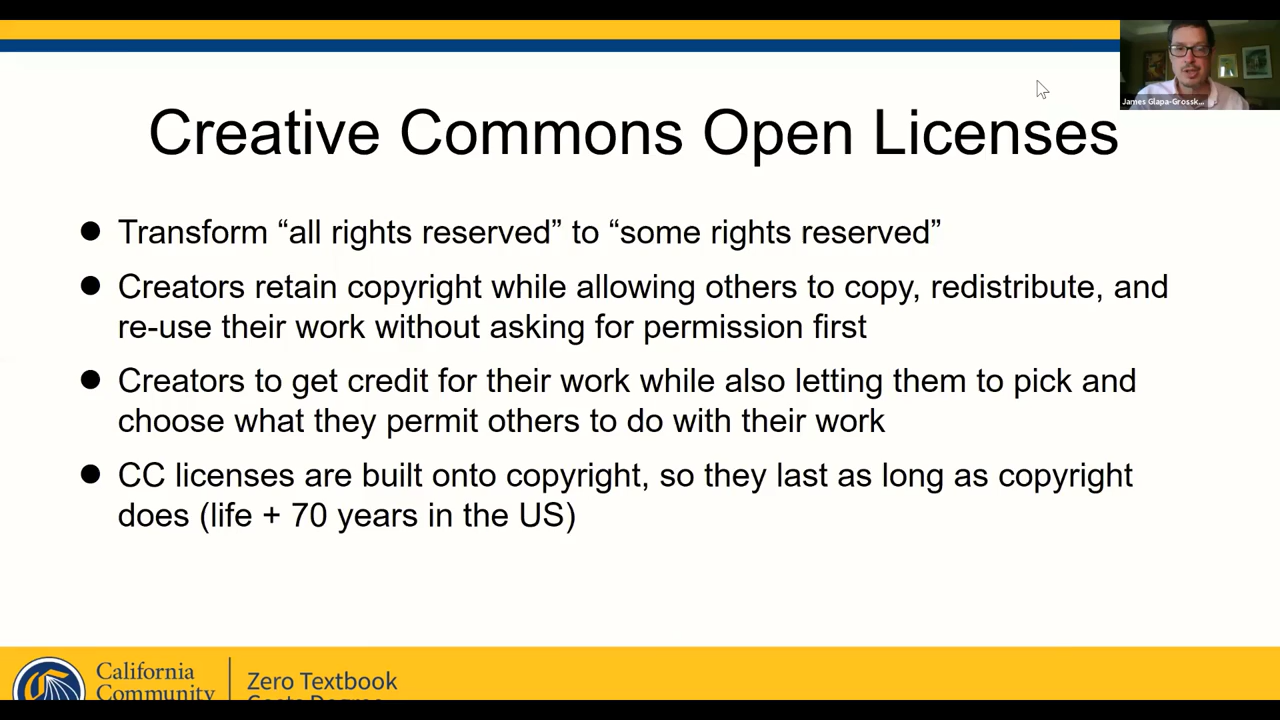 James Glapa-Grossk...
Creative Commons Open Licenses
● Transform “all rights reserved” to “some rights reserved”
● Creators retain copyright while allowing others to copy, redistribute, and
re-use their work without asking for permission first
● Creators to get credit for their work while also letting them to pick and
choose what they permit others to do with their work
● CC licenses are built onto copyright, so they last as long as copyright
does (life + 70 years in the US)
California
Community
Zero Textbook
Costs Degree